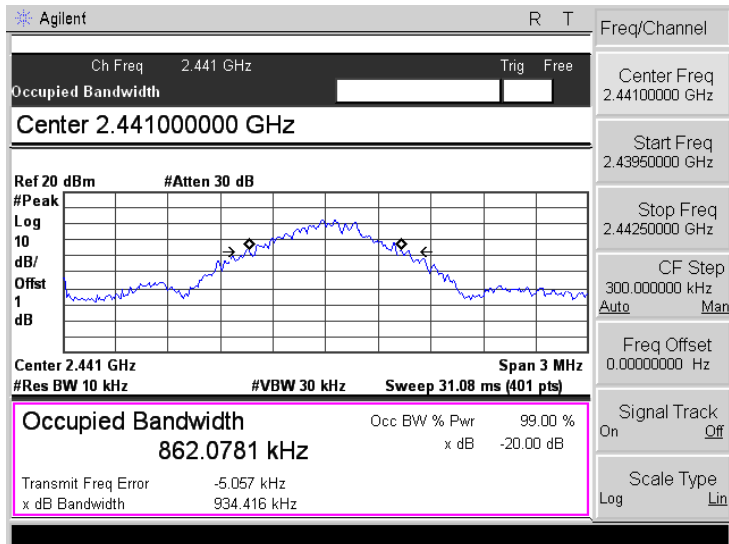 Agilent R T
Ch Freq 2.441 GHz Trig Free
Occupied Bandwidth
Center 2.441000000 GHz
Ref 20 dBm #Atten 30 dB
#Peak
Log
10
dB/
Offst
1
dB
Center 2.441 GHz Span 3 MHz
#Res BW 10 kHz #VBW 30 kHz Sweep 31.08 ms (401 pts)
Occupied Bandwidth Occ BW % Pwr 99.00 %
862.0781 kHz x dB -20.00 dB
Transmit Freq Error -5.057 kHz
x dB Bandwidth 934.416 kHz
Freq/Channel
Center Freq
2.44100000 GHz
Start Freq
2.43950000 GHz
Stop Freq
2.44250000 GHz
CF Step
300.000000 kHz
Auto Man
Freq Offset
0.00000000 Hz
Signal Track
On Off
Scale Type
Log Lin